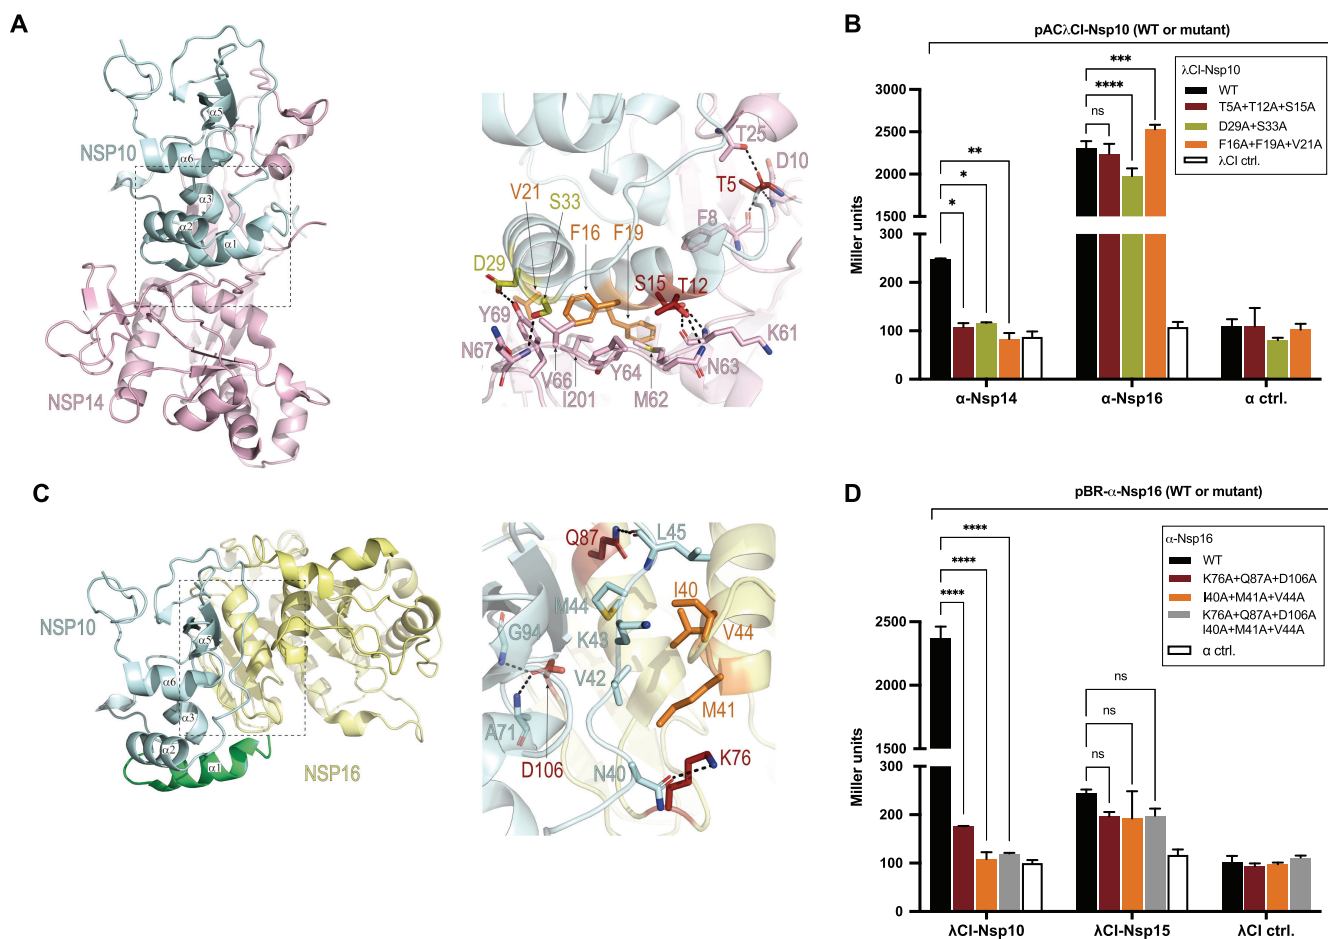 A
NSP10
α5
α6
α3
α2
α1
NSP14
T25
D10
T5
V21
S33
F16
F19
F8
D29
S15
T12
Y69
N67
V66
I201
Y64
M62
N63
K61
B
pACλCI-Nsp10 (WT or mutant)
λCI-Nsp10
WT
T5A+T12A+S15A
D29A+S33A
F16A+F19A+V21A
λCI ctrl.
Miller units
3000
2500
2000
1500
300
200
100
0
*
*
**
ns
****
***
α-Nsp14
α-Nsp16
α ctrl.
C
NSP10
α5
α6
α3
α2
α1
NSP16
Q87
L45
M44
I40
G94
K43
V44
V42
M41
A71
D106
N40
K76
D
pBR-α-Nsp16 (WT or mutant)
α-Nsp16
WT
K76A+Q87A+D106A
I40A+M41A+V44A
K76A+Q87A+D106A
I40A+M41A+V44A
α ctrl.
Miller units
2500
2000
1500
300
200
100
0
****
****
****
ns
ns
ns
λCI-Nsp10
λCI-Nsp15
λCI ctrl.